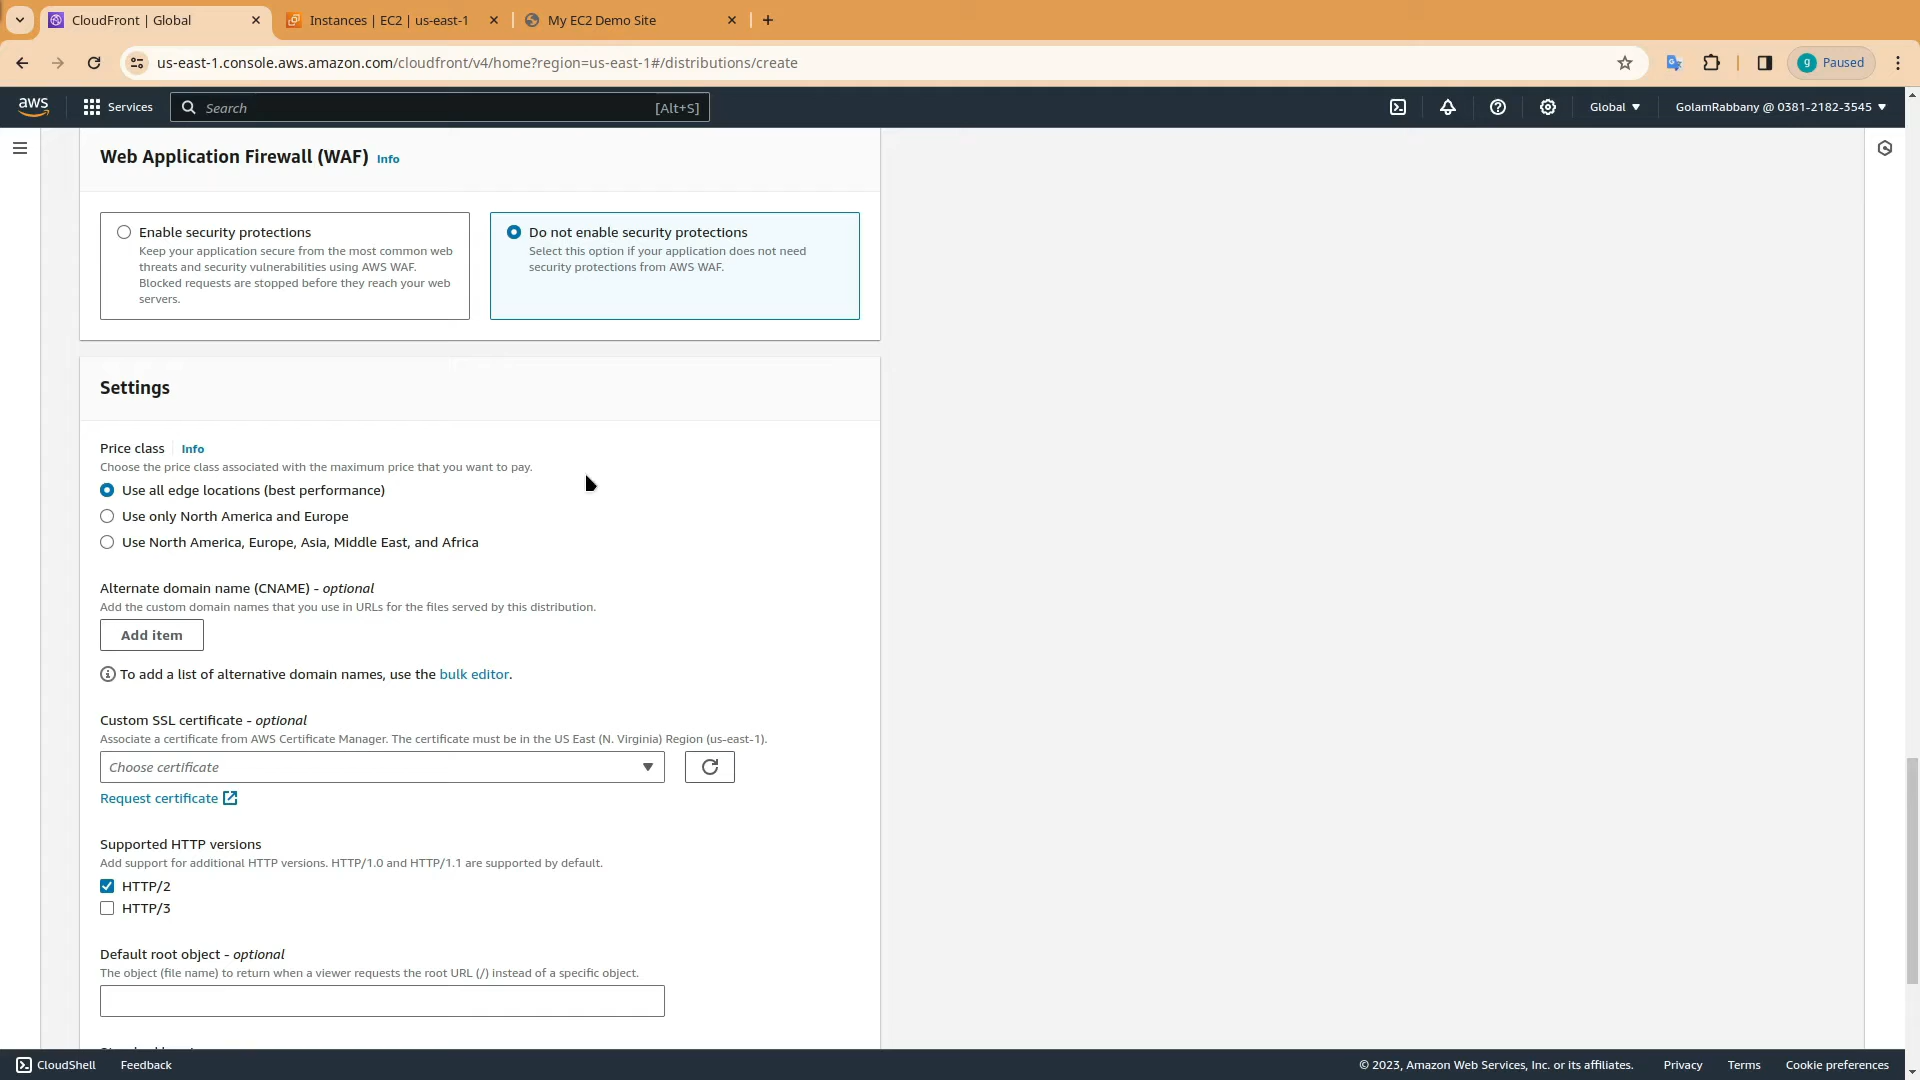 CloudFront | Global
Instances | EC2 | us-east-1
My EC2 Demo Site
us-east-1.console.aws.amazon.com/cloudfront/v4/home?region=us-east-1#/distributions/create
g Paused
aws
Services
Search
[Alt+S]
Global
GolamRabbany @ 0381-2182-3545
Web Application Firewall (WAF) Info
Enable security protections
Keep your application secure from the most common web
threats and security vulnerabilities using AWS WAF.
Blocked requests are stopped before they reach your web
servers.
Do not enable security protections
Select this option if your application does not need
security protections from AWS WAF.
Settings
Price class Info
Choose the price class associated with the maximum price that you want to pay.
Use all edge locations (best performance)
Use only North America and Europe
Use North America, Europe, Asia, Middle East, and Africa
Alternate domain name (CNAME) - optional
Add the custom domain names that you use in URLs for the files served by this distribution.
Add item
To add a list of alternative domain names, use the bulk editor.
Custom SSL certificate - optional
Associate a certificate from AWS Certificate Manager. The certificate must be in the US East (N. Virginia) Region (us-east-1).
Choose certificate
Request certificate
Supported HTTP versions
Add support for additional HTTP versions. HTTP/1.0 and HTTP/1.1 are supported by default.
HTTP/2
HTTP/3
Default root object - optional
The object (file name) to return when a viewer requests the root URL (/) instead of a specific object.
CloudShell
Feedback
© 2023, Amazon Web Services, Inc. or its affiliates.
Privacy
Terms
Cookie preferences